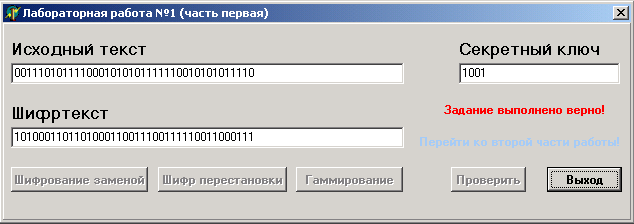 Лабораторная работа №1 (часть первая)
Исходный текст
Секретный ключ
0011101011110001010101111110010101011110
1001
Шифртекст
Задание выполнено верно!
1010001101101000110011100111110011000111
Перейти ко второй части работы!
Шифрование заменой
Шифр перестановки
Гаммирование
Проверить
Выход